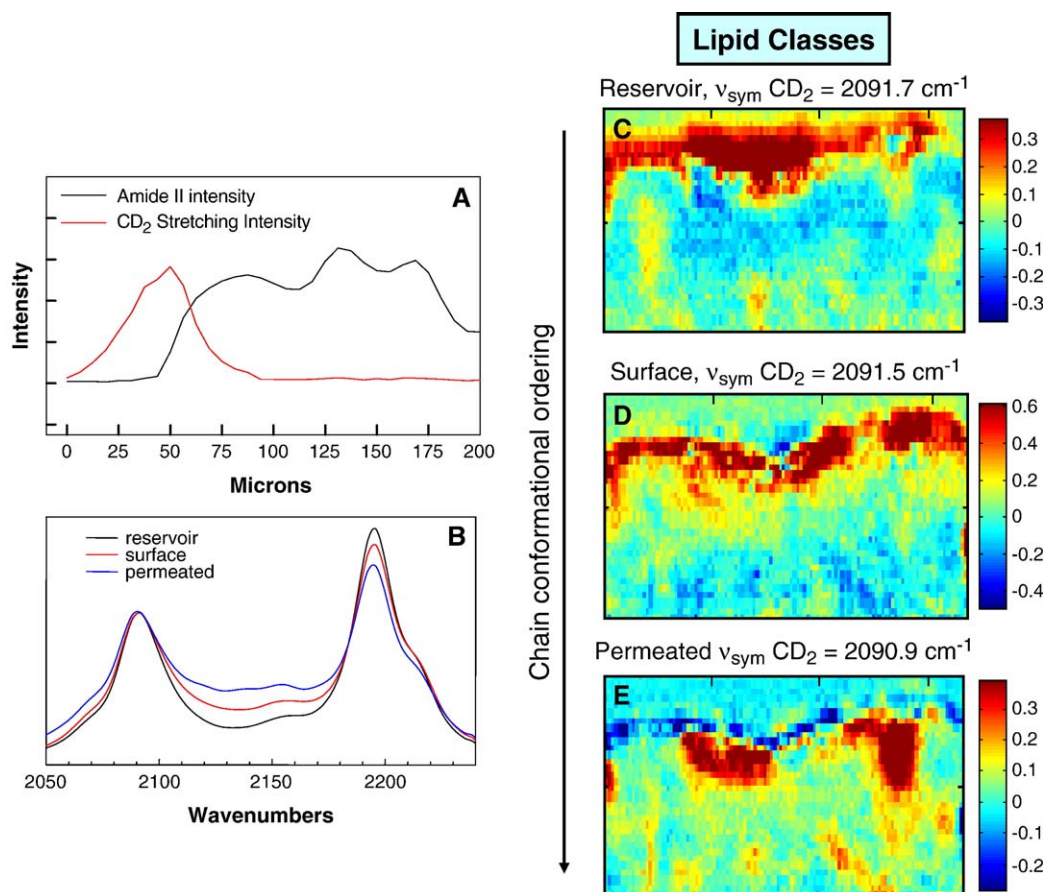 Amide II intensity
CD2 Stretching Intensity
A
Intensity
0 25 50 75 100 125 150 175 200
Microns
reservoir
surface
permeated
B
2050 2100 2150 2200
Wavenumbers
Chain conformational ordering
Lipid Classes
Reservoir, νsym CD2 = 2091.7 cm-1
C
0.3
0.2
0.1
0
-0.1
-0.2
-0.3
Surface, νsym CD2 = 2091.5 cm-1
D
0.6
0.4
0.2
0
-0.2
-0.4
Permeated νsym CD2 = 2090.9 cm-1
E
0.3
0.2
0.1
0
-0.1
-0.2